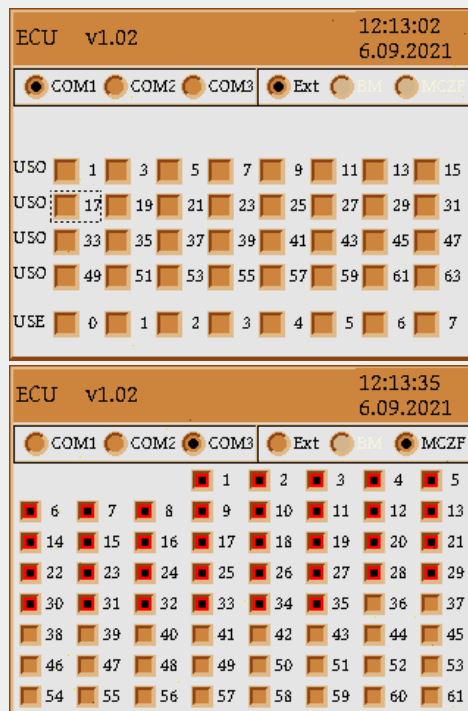 ECU v1.02 12:13:02
6.09.2021
COM1 COM2 COM3 Ext BM MCZF
USO 1 3 5 7 9 11 13 15
USO 17 19 21 23 25 27 29 31
USO 33 35 37 39 41 43 45 47
USO 49 51 53 55 57 59 61 63
USE 0 1 2 3 4 5 6 7
ECU v1.02 12:13:35
6.09.2021
COM1 COM2 COM3 Ext BM MCZF
1 2 3 4 5
6 7 8 9 10 11 12 13
14 15 16 17 18 19 20 21
22 23 24 25 26 27 28 29
30 31 32 33 34 35 36 37
38 39 40 41 42 43 44 45
46 47 48 49 50 51 52 53
54 55 56 57 58 59 60 61